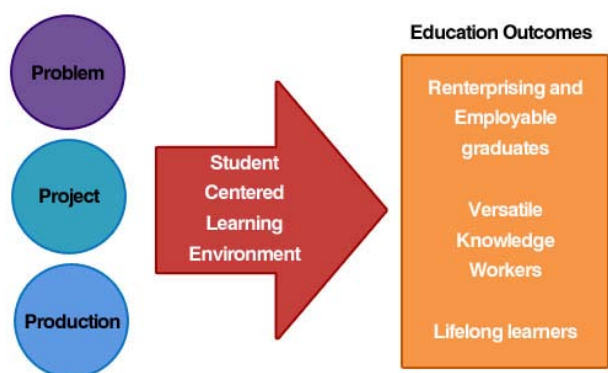 Problem
Project
Production
Student
Centered
Learning
Environment
Education Outcomes
Renterprising and
Employable
graduates
Versatile
Knowledge
Workers
Lifelong learners